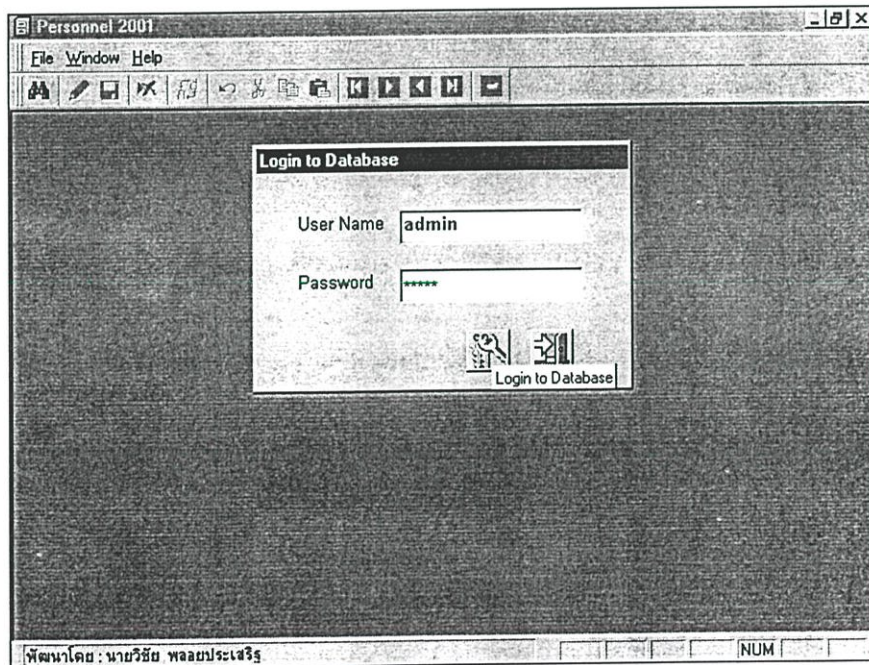 Personnel 2001
File Window Help
Login to Database
User Name admin
Password *****
Login to Database
พัฒนาโดย : นายวิชัย พลอยประเสริฐ NUM